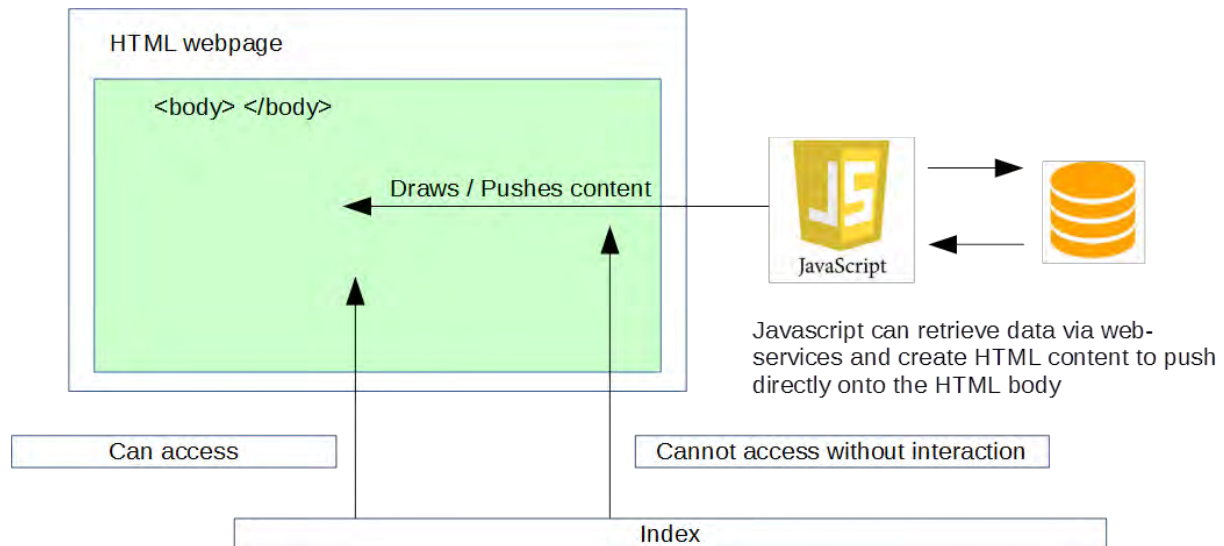 HTML webpage
<body> </body>
Draws / Pushes content
JS
JavaScript
Javascript can retrieve data via web-
services and create HTML content to push
directly onto the HTML body
Can access
Cannot access without interaction
Index